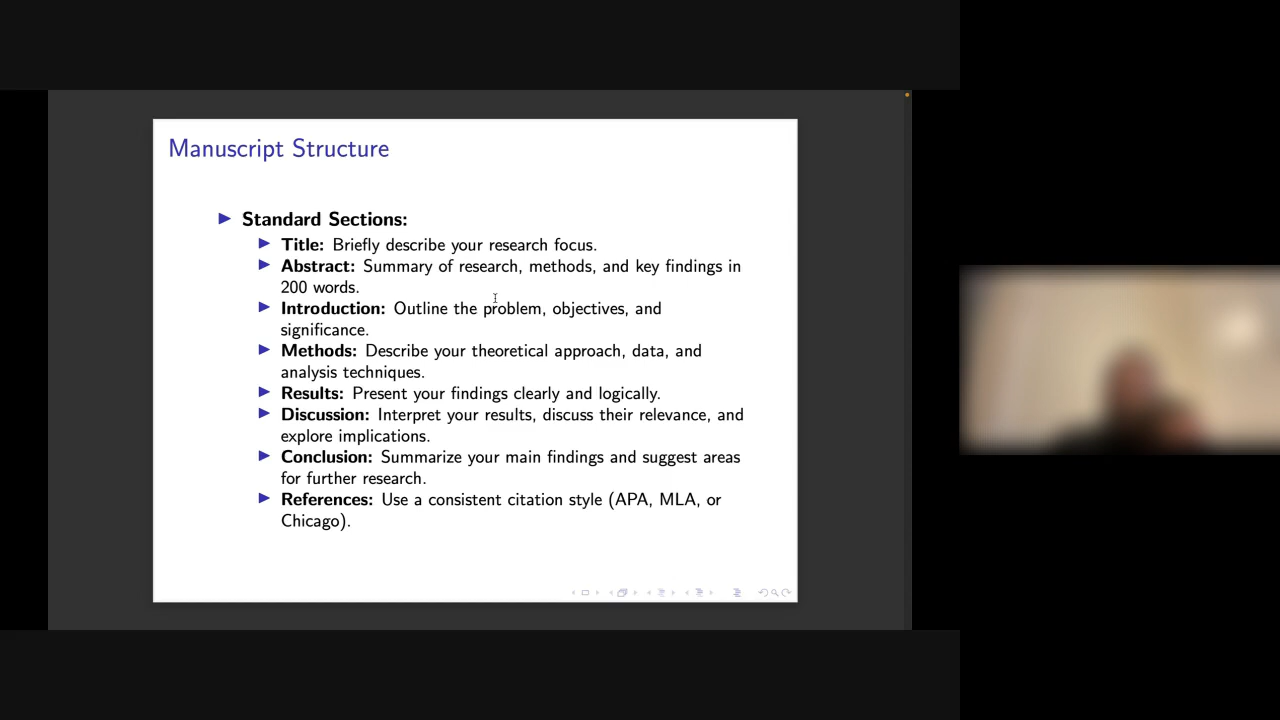 Manuscript Structure
Standard Sections:
Title: Briefly describe your research focus.
Abstract: Summary of research, methods, and key findings in
200 words.
Introduction: Outline the problem, objectives, and
significance.
Methods: Describe your theoretical approach, data, and
analysis techniques.
Results: Present your findings clearly and logically.
Discussion: Interpret your results, discuss their relevance, and
explore implications.
Conclusion: Summarize your main findings and suggest areas
for further research.
References: Use a consistent citation style (APA, MLA, or
Chicago).